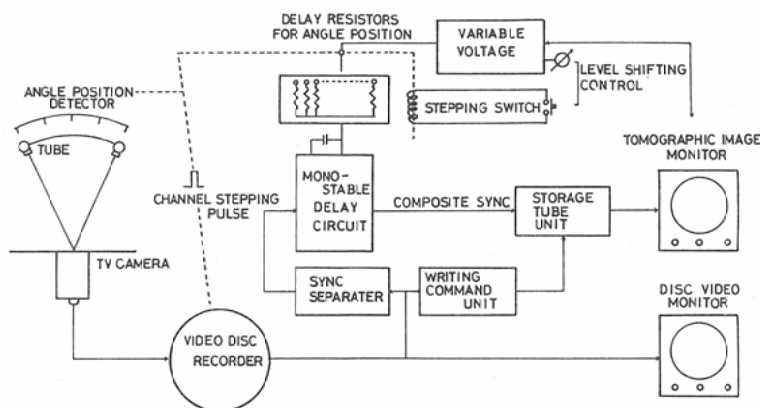 DELAY RESISTORS
FOR ANGLE POSITION
VARIABLE
VOLTAGE
LEVEL SHIFTING
CONTROL
ANGLE POSITION
DETECTOR
STEPPING SWITCH
TUBE
TOMOGRAPHIC IMAGE
MONITOR
MONO-
STABLE
DELAY
CIRCUIT
CHANNEL STEPPING
PULSE
COMPOSITE SYNC
STORAGE
TUBE
UNIT
TV CAMERA
SYNC
SEPARATER
WRITING
COMMAND
UNIT
DISC VIDEO
MONITOR
VIDEO DISC
RECORDER